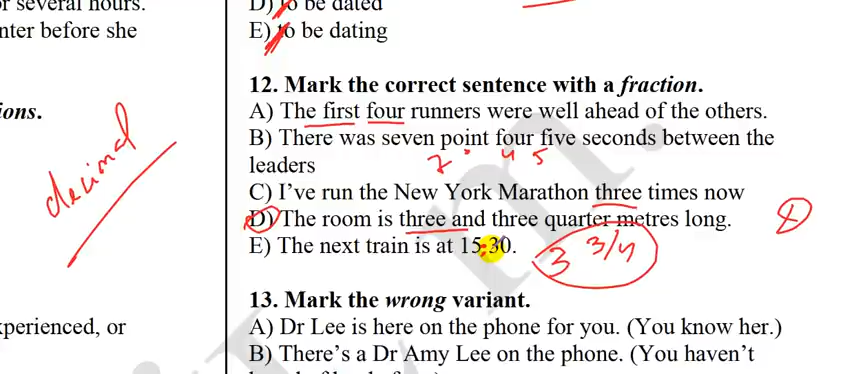 r several hours.
nter before she
D) to be dated
E) to be dating
12. Mark the correct sentence with a fraction.
ions.
A) The first four runners were well ahead of the others.
B) There was seven point four five seconds between the
leaders
7 . 4 5
decimal
C) I've run the New York Marathon three times now
D) The room is three and three quarter metres long.
E) The next train is at 15:30.
3 3/4
13. Mark the wrong variant.
xperienced, or
A) Dr Lee is here on the phone for you. (You know her.)
B) There's a Dr Amy Lee on the phone. (You haven't